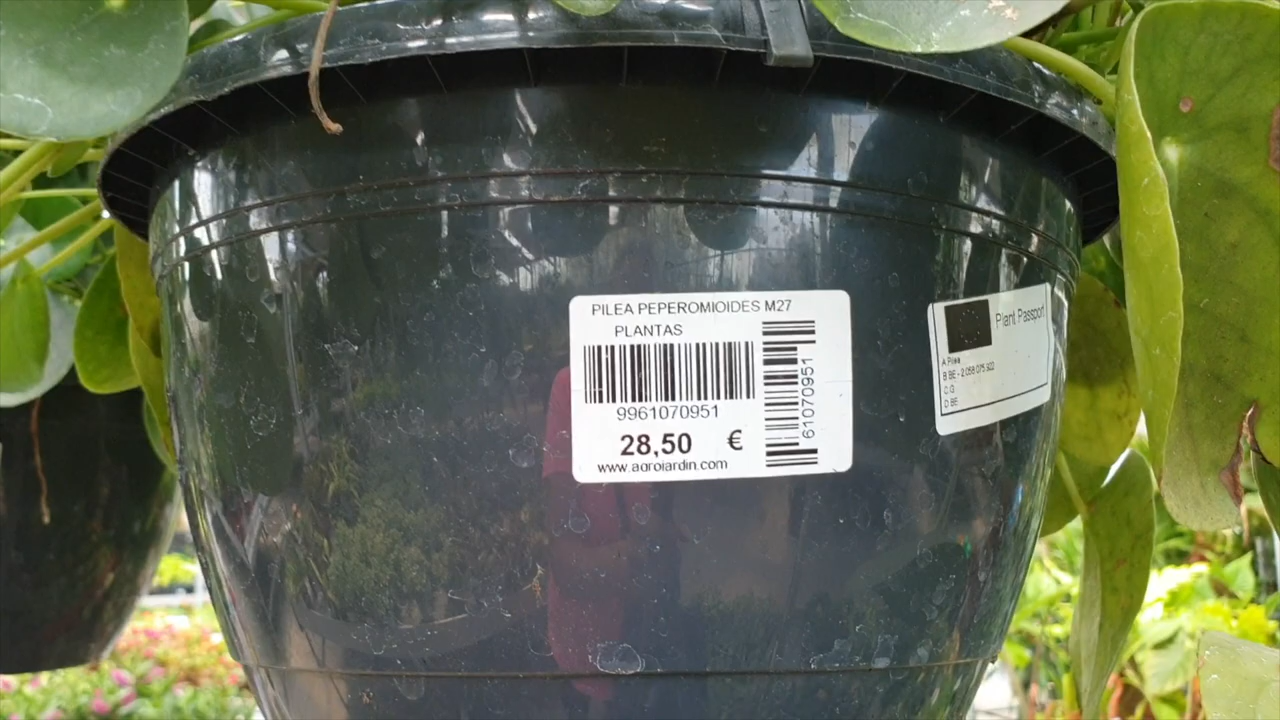 PILEA PEPEROMIOIDES M27
PLANTAS
9961070951
61070951
28,50 €
www.agrojardin.com
Plant Passport
A Pilea
B BE - 2.058.075.922
C G
D BE